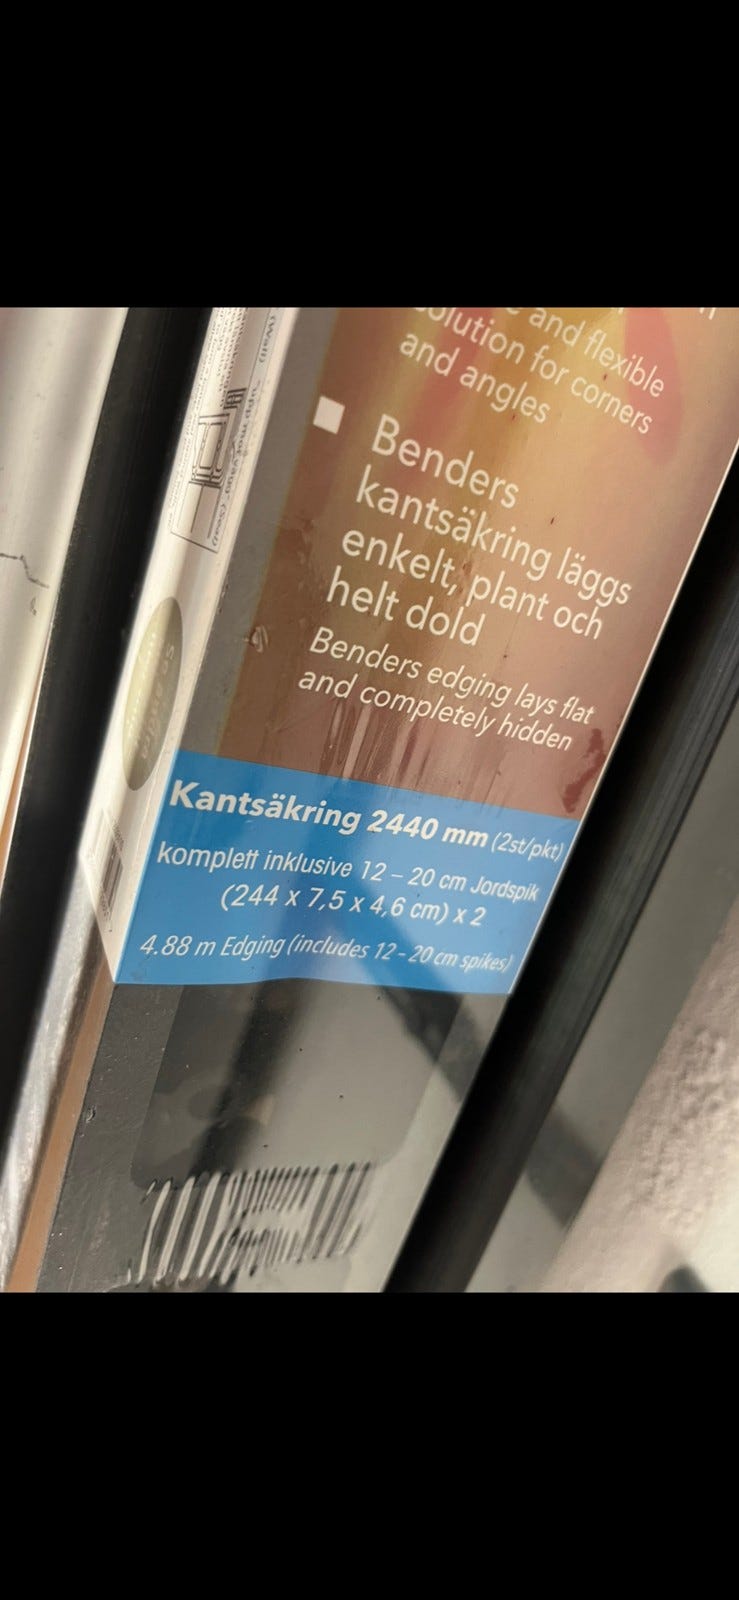 and flexible
solution for corners
and angles
Benders
kantsäkring läggs
enkelt, plant och
helt dold
Benders edging lays flat
and completely hidden
Kantsäkring 2440 mm (2st/pkt)
komplett inklusive 12 – 20 cm Jordspik
(244 x 7,5 x 4,6 cm) x 2
4.88 m Edging (includes 12 - 20 cm spikes)